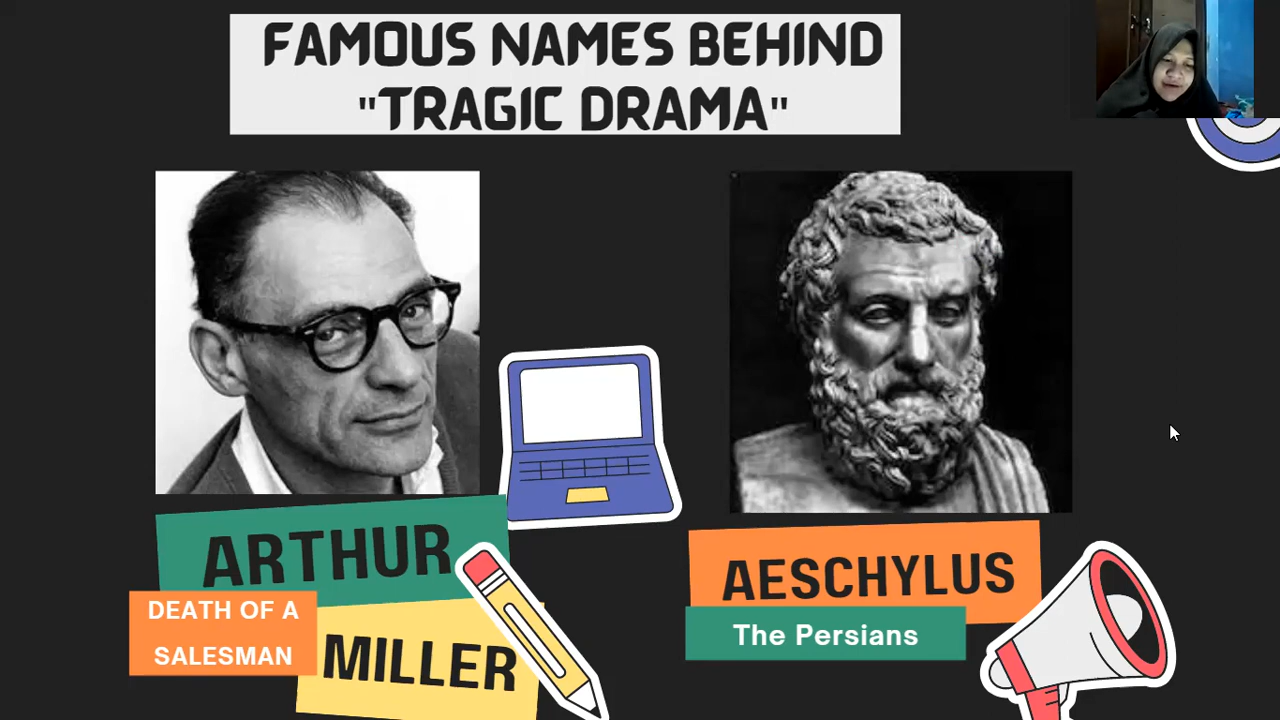 FAMOUS NAMES BEHIND
"TRAGIC DRAMA"
ARTHUR
MILLER
DEATH OF A
SALESMAN
AESCHYLUS
The Persians